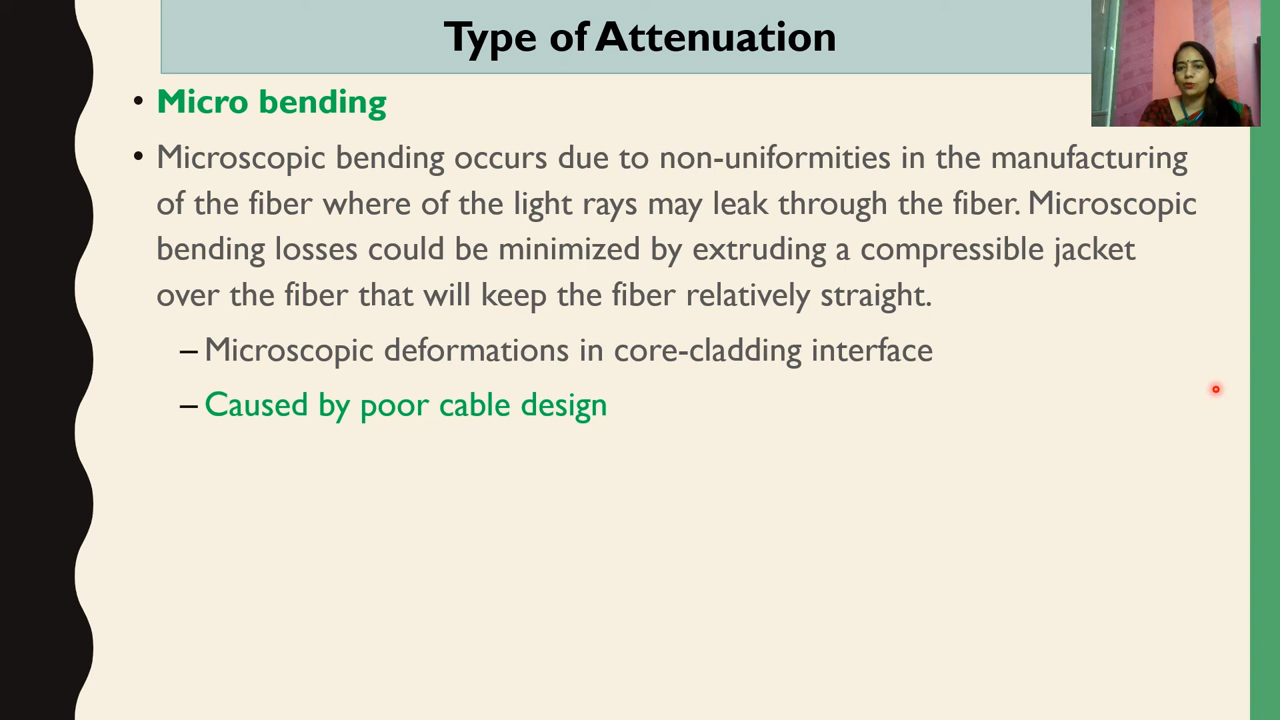 Type of Attenuation
• Micro bending
• Microscopic bending occurs due to non-uniformities in the manufacturing
of the fiber where of the light rays may leak through the fiber. Microscopic
bending losses could be minimized by extruding a compressible jacket
over the fiber that will keep the fiber relatively straight.
– Microscopic deformations in core-cladding interface
– Caused by poor cable design